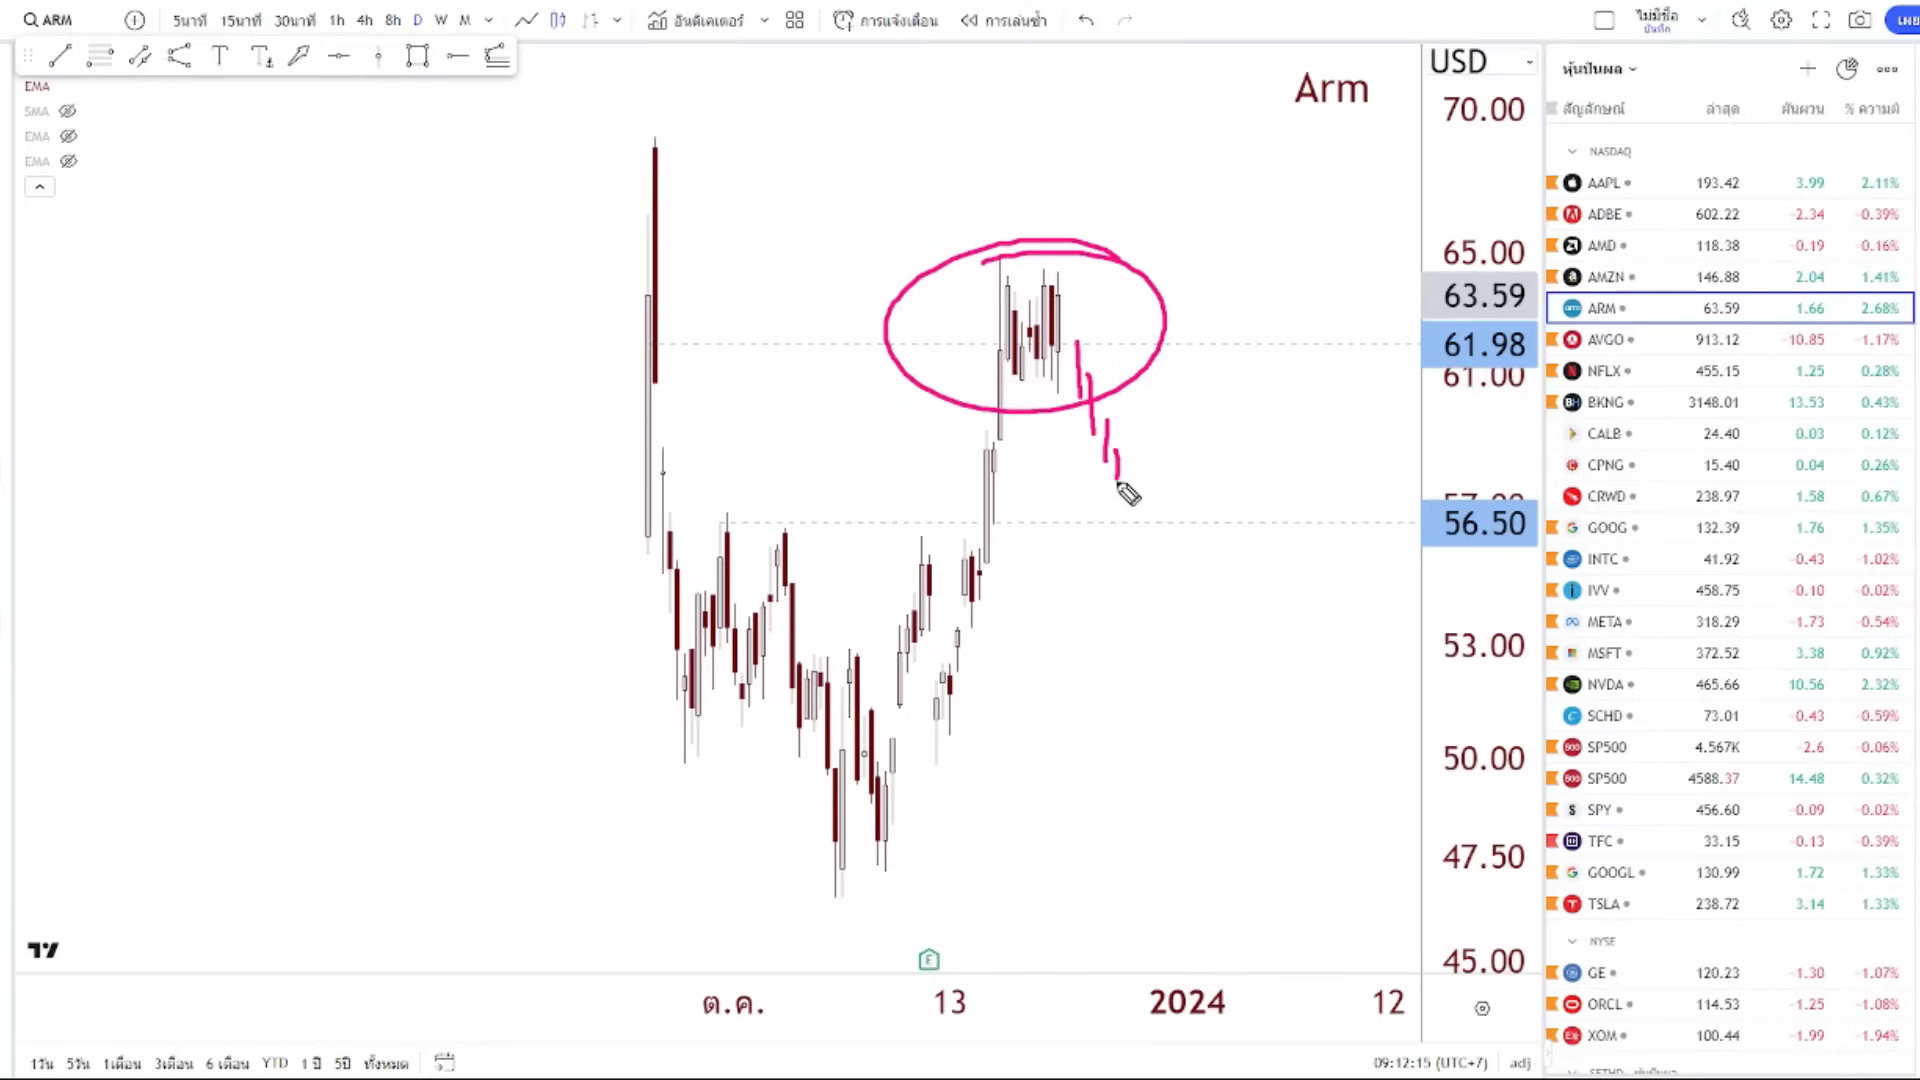 ARM 5นาที 15นาที 30นาที 1h 4h 8h D W M อินดิเคเตอร์ การแจ้งเตือน การเล่นซ้ำ ไม่มีชื่อ
บันทึก
EMA
SMA
EMA
EMA
Arm
USD
70.00
65.00
63.59
61.98
61.00
57.00
56.50
53.00
50.00
47.50
45.00
E
ต.ค. 13 2024 12
1วัน 5วัน 1เดือน 3เดือน 6 เดือน YTD 1 ปี 5ปี ทั้งหมด 09:12:15 (UTC+7) adj
หุ้นปันผล
สัญลักษณ์ ล่าสุด ผันผวน %
NASDAQ
AAPL 193.42 3.99 2.11%
ADBE 602.22 -2.34 -0.39%
AMD 118.38 -0.19 -0.16%
AMZN 146.88 2.04 1.41%
ARM 63.59 1.66 2.68%
AVGO 913.12 -10.85 -1.17%
NFLX 455.15 1.25 0.28%
BKNG 3148.01 13.53 0.43%
CALB 24.40 0.03 0.12%
CPNG 15.40 0.04 0.26%
CRWD 238.97 1.58 0.67%
GOOG 132.39 1.76 1.35%
INTC 41.92 -0.43 -1.02%
IVV 458.75 -0.10 -0.02%
META 318.29 -1.73 -0.54%
MSFT 372.52 3.38 0.92%
NVDA 465.66 10.56 2.32%
SCHD 73.01 -0.43 -0.59%
SP500 4.567K -2.6 -0.06%
SP500 4588.37 14.48 0.32%
SPY 456.60 -0.09 -0.02%
TFC 33.15 -0.13 -0.39%
GOOGL 130.99 1.72 1.33%
TSLA 238.72 3.14 1.33%
NYSE
GE 120.23 -1.30 -1.07%
ORCL 114.53 -1.25 -1.08%
XOM 100.44 -1.99 -1.94%